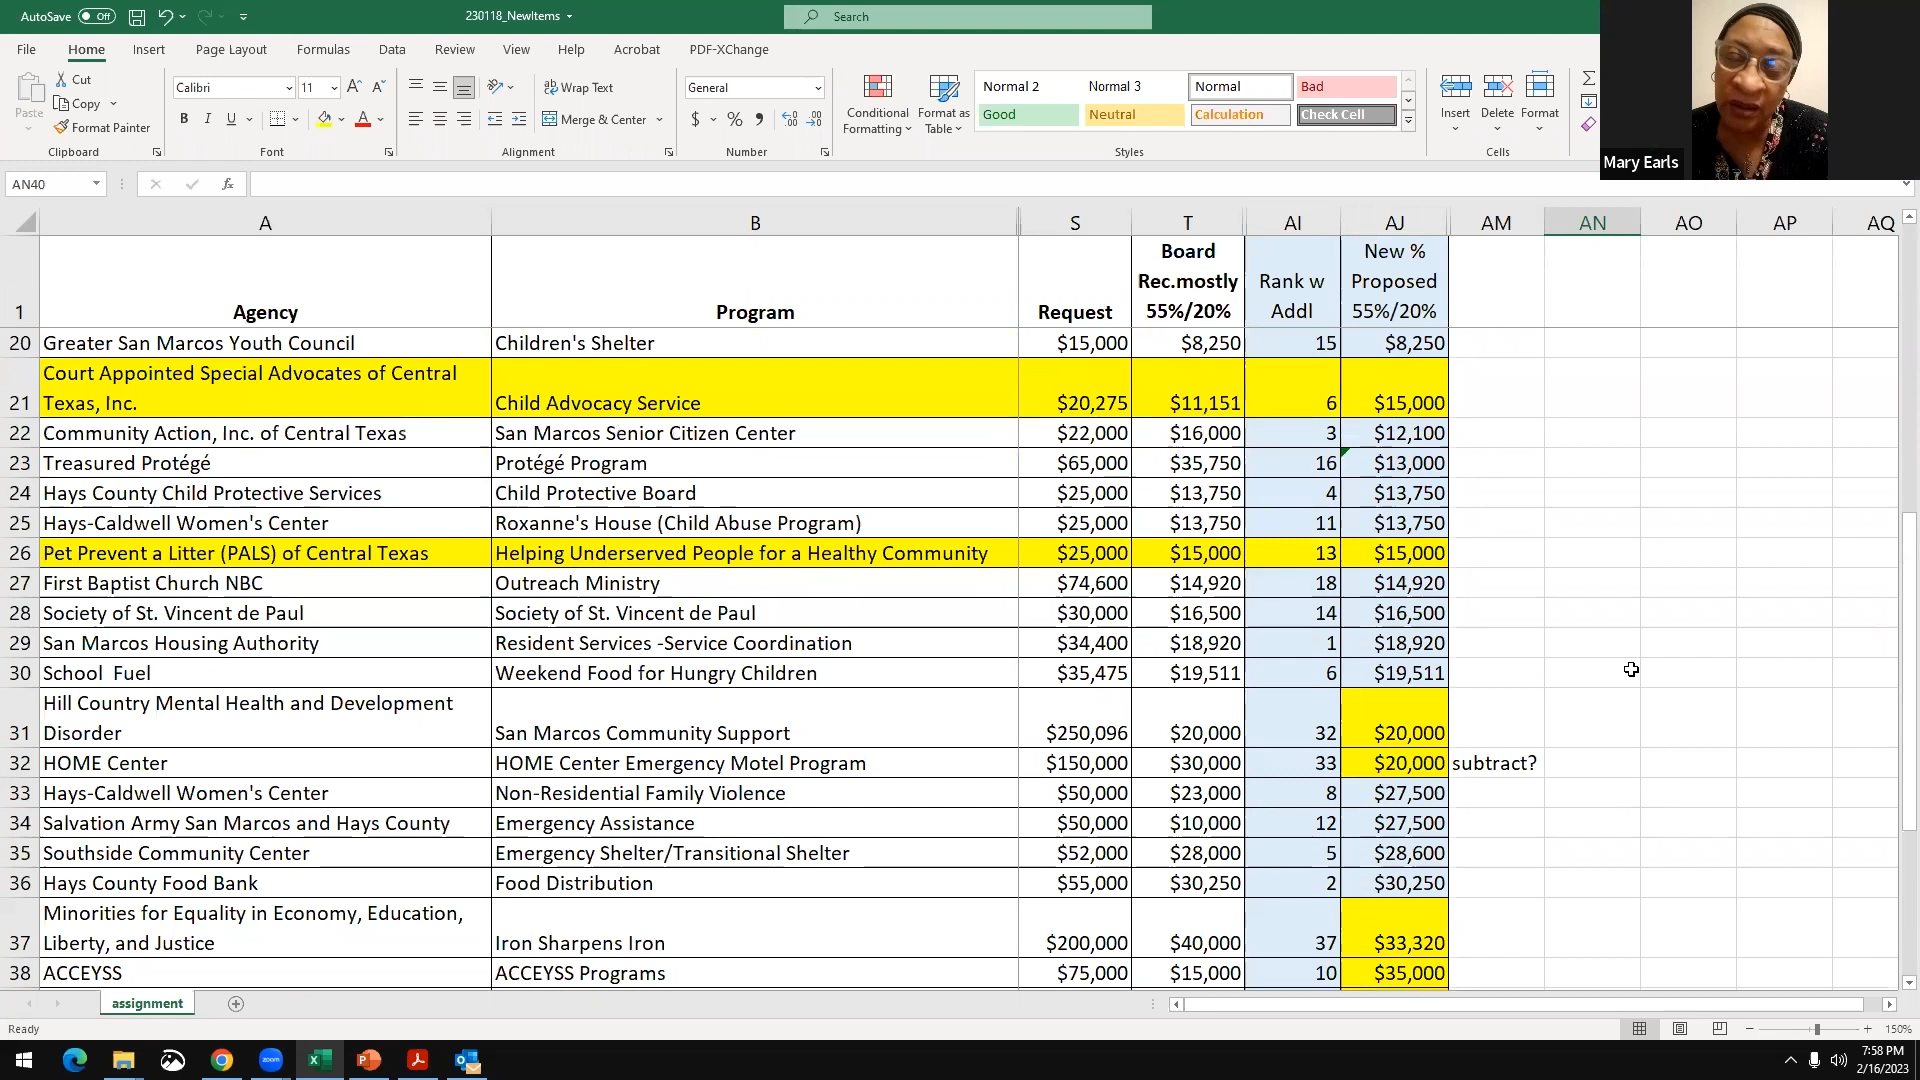 AutoSave Off 230118_NewItems Search
File Home Insert Page Layout Formulas Data Review View Help Acrobat PDF-XChange
Paste Cut Copy Format Painter Clipboard
Calibri 11 B I U A Font
Wrap Text Merge & Center Alignment
General $ % Number
Conditional Formatting Format as Table
Normal 2 Normal 3 Normal Bad
Good Neutral Calculation Check Cell
Styles
Insert Delete Format
Cells
Mary Earls
AN40 fx
A B S T AI AJ AM AN AO AP AQ
1 Agency Program Request Board Rec.mostly 55%/20% Rank w Addl New % Proposed 55%/20%
20 Greater San Marcos Youth Council Children's Shelter $15,000 $8,250 15 $8,250
21 Court Appointed Special Advocates of Central Texas, Inc. Child Advocacy Service $20,275 $11,151 6 $15,000
22 Community Action, Inc. of Central Texas San Marcos Senior Citizen Center $22,000 $16,000 3 $12,100
23 Treasured Protégé Protégé Program $65,000 $35,750 16 $13,000
24 Hays County Child Protective Services Child Protective Board $25,000 $13,750 4 $13,750
25 Hays-Caldwell Women's Center Roxanne's House (Child Abuse Program) $25,000 $13,750 11 $13,750
26 Pet Prevent a Litter (PALS) of Central Texas Helping Underserved People for a Healthy Community $25,000 $15,000 13 $15,000
27 First Baptist Church NBC Outreach Ministry $74,600 $14,920 18 $14,920
28 Society of St. Vincent de Paul Society of St. Vincent de Paul $30,000 $16,500 14 $16,500
29 San Marcos Housing Authority Resident Services -Service Coordination $34,400 $18,920 1 $18,920
30 School Fuel Weekend Food for Hungry Children $35,475 $19,511 6 $19,511
31 Hill Country Mental Health and Development Disorder San Marcos Community Support $250,096 $20,000 32 $20,000
32 HOME Center HOME Center Emergency Motel Program $150,000 $30,000 33 $20,000 subtract?
33 Hays-Caldwell Women's Center Non-Residential Family Violence $50,000 $23,000 8 $27,500
34 Salvation Army San Marcos and Hays County Emergency Assistance $50,000 $10,000 12 $27,500
35 Southside Community Center Emergency Shelter/Transitional Shelter $52,000 $28,000 5 $28,600
36 Hays County Food Bank Food Distribution $55,000 $30,250 2 $30,250
37 Minorities for Equality in Economy, Education, Liberty, and Justice Iron Sharpens Iron $200,000 $40,000 37 $33,320
38 ACCEYSS ACCEYSS Programs $75,000 $15,000 10 $35,000
assignment
Ready 150%
zoom
7:58 PM
2/16/2023